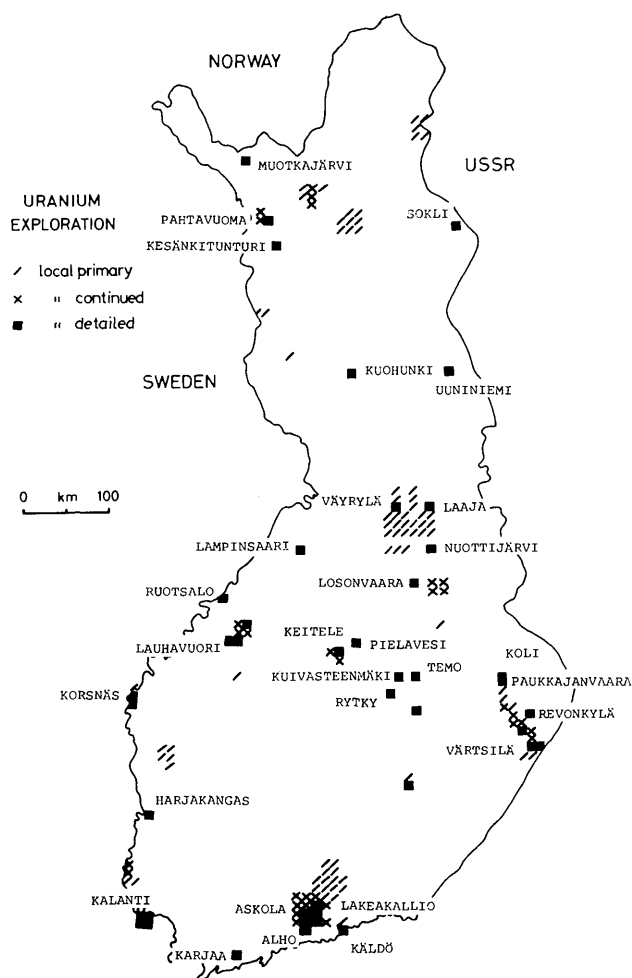 NORWAY
USSR
MUOTKAJÄRVI
URANIUM
EXPLORATION
PAHTAVUOMA
SOKLI
KESÄNKITUNTURI
local primary
" continued
" detailed
SWEDEN
KUOHUNKI
UUNINIEMI
0 km 100
VÄYRYLÄ
LAAJA
LAMPINSAARI
NUOTTIJÄRVI
LOSONVAARA
RUOTSALO
KEITELE
LAUHAVUORI
PIELAVESI
KOLI
KUIVASTEENMÄKI
TEMO
PAUKKAJANVAARA
KORSNÄS
RYTKY
REVONKYLÄ
VÄRTSILÄ
HARJAKANGAS
KALANTI
ASKOLA
LAKEAKALLIO
ALHO
KÄLDÖ
KARJAA